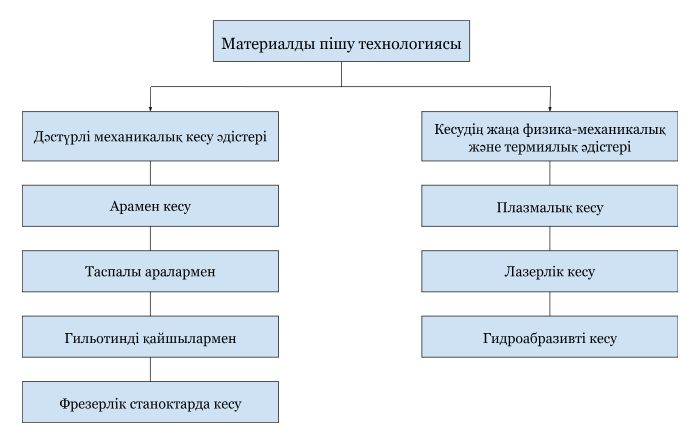 Материалды пішу технологиясы
Дәстүрлі механикалық кесу әдістері
Арамен кесу
Таспалы аралармен
Гильотинді қайшылармен
Фрезерлік станоктарда кесу
Кесудің жаңа физика-механикалық
және термиялық әдістері
Плазмалық кесу
Лазерлік кесу
Гидроабразивті кесу